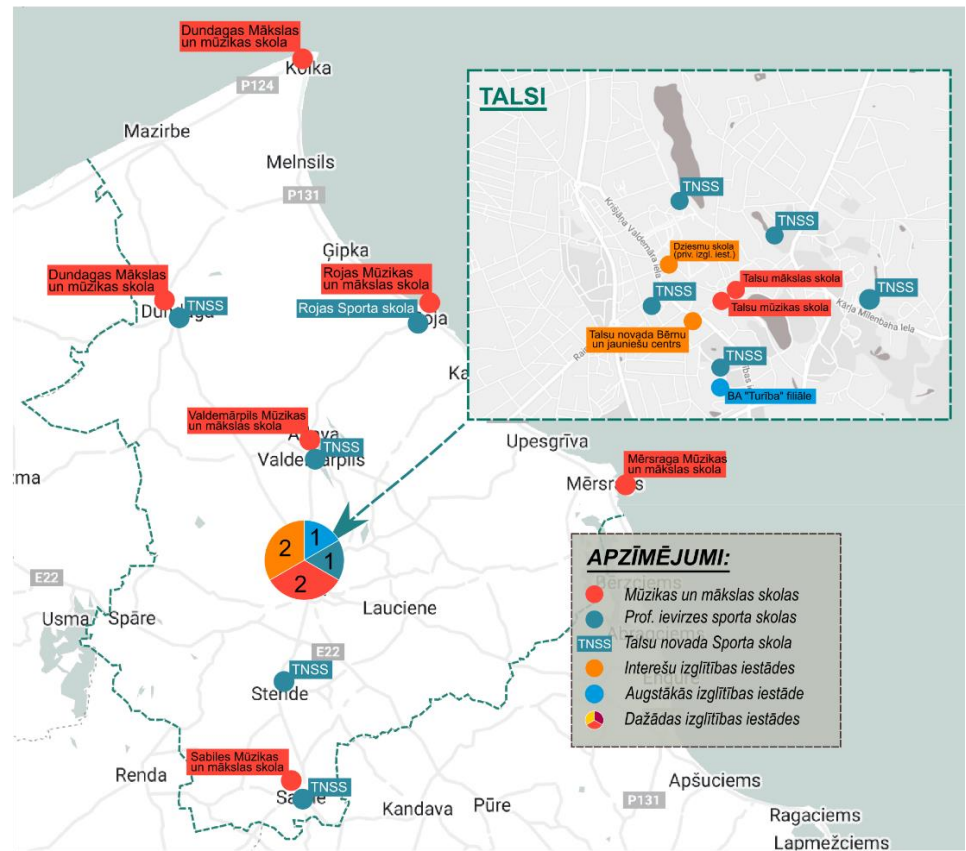 Dundagas Mākslas
un mūzikas skola
Kolka
P124
Mazirbe
Melnsils
P131
Ģipka
Dundagas Mākslas
un mūzikas skola
TNSS
Rojas Mūzikas
un mākslas skola
Rojas Sporta skola
TALSI
TNSS
TNSS
Krišjāņa Valdemāra iela
Dziesmu skola
(priv. izgl. iest.)
Talsu mākslas skola
Talsu mūzikas skola
TNSS
TNSS
Kārļa Mīlenbaha Iela
Talsu novada Bērnu
un jauniešu centrs
TNSS
BA "Turība" filiāle
Valdemārpils Mūzikas
un mākslas skola
TNSS
Upesgrīva
Mērsraga Mūzikas
un mākslas skola
2
1
1
2
E22
Usma
Spāre
Lauciene
E22
TNSS
Stende
APZĪMĒJUMI:
Mūzikas un mākslas skolas
Prof. ievirzes sporta skolas
TNSS
Talsu novada Sporta skola
Interešu izglītības iestādes
Augstākās izglītības iestāde
Dažādas izglītības iestādes
Bērzciems
Renda
Sabiles Mūzikas
un mākslas skola
TNSS
Kandava
Pūre
P131
Apšuciems
Ragaciems
Lapmežciems